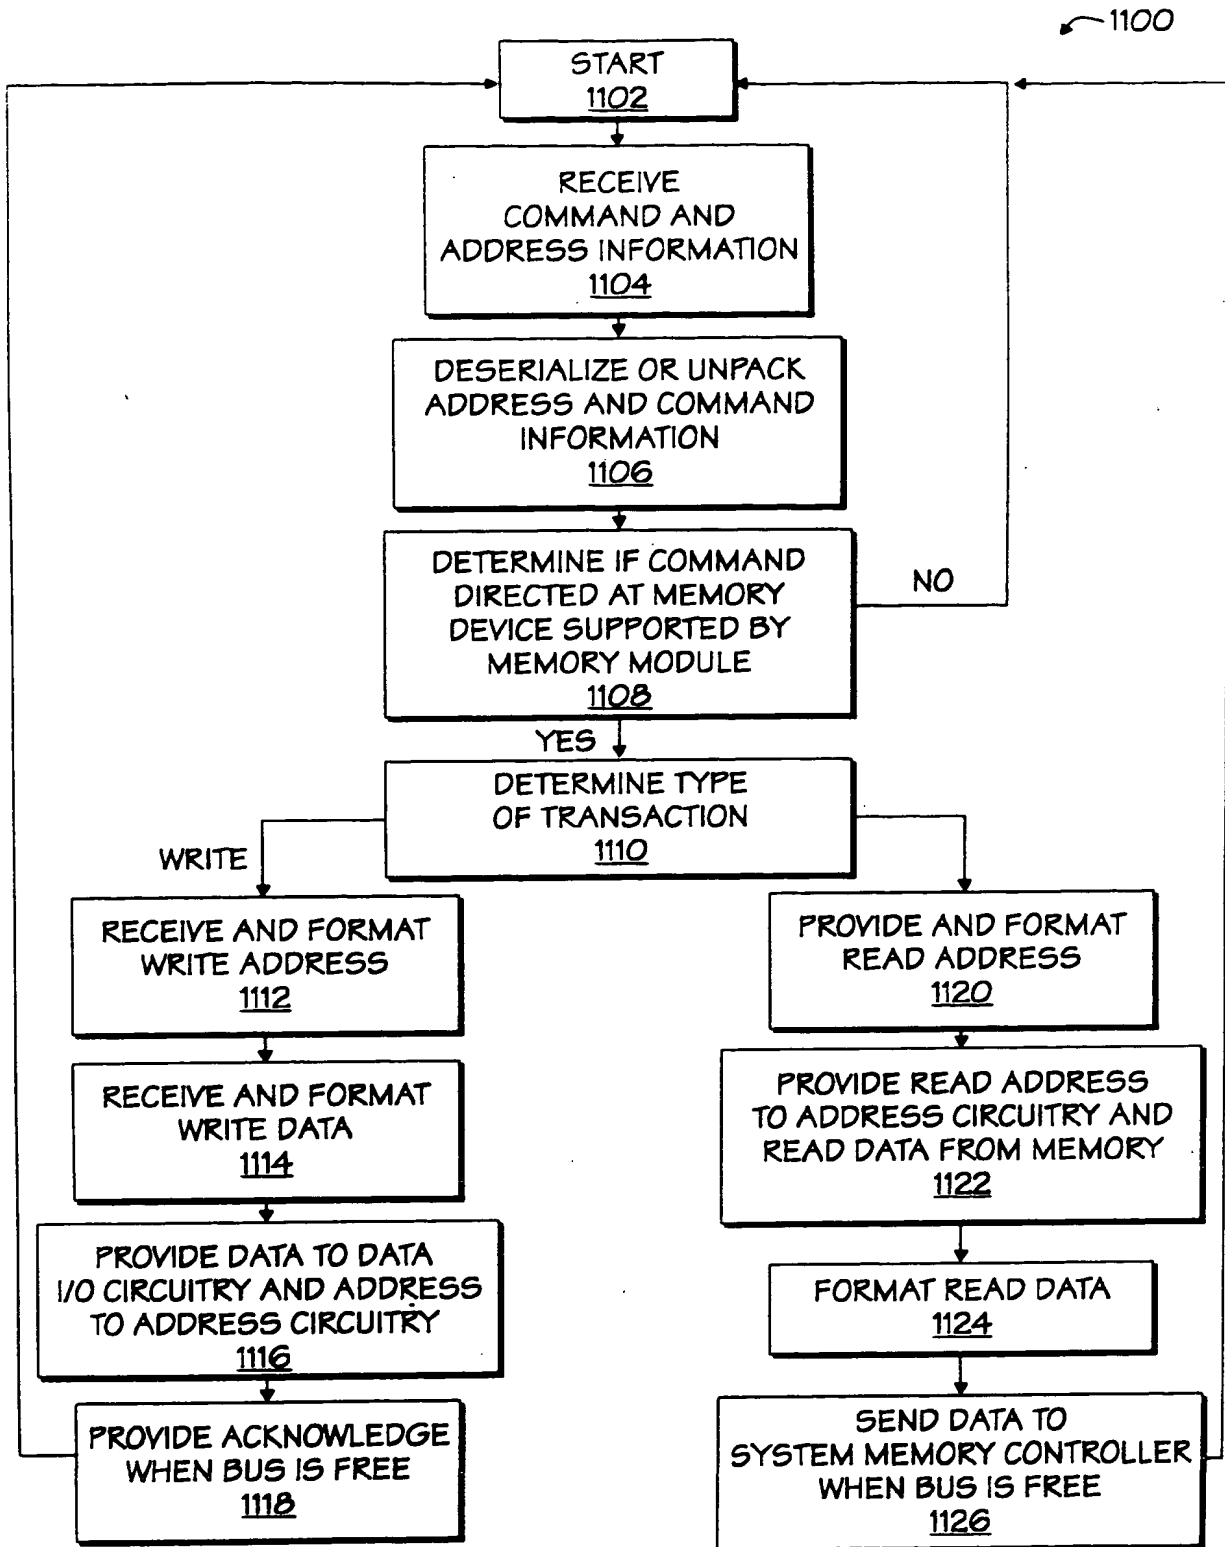 1100
START
1102
RECEIVE
COMMAND AND
ADDRESS INFORMATION
1104
DESERIALIZE OR UNPACK
ADDRESS AND COMMAND
INFORMATION
1106
DETERMINE IF COMMAND
DIRECTED AT MEMORY
DEVICE SUPPORTED BY
MEMORY MODULE
1108
NO
YES
DETERMINE TYPE
OF TRANSACTION
1110
WRITE
RECEIVE AND FORMAT
WRITE ADDRESS
1112
RECEIVE AND FORMAT
WRITE DATA
1114
PROVIDE DATA TO DATA
I/O CIRCUITRY AND ADDRESS
TO ADDRESS CIRCUITRY
1116
PROVIDE ACKNOWLEDGE
WHEN BUS IS FREE
1118
PROVIDE AND FORMAT
READ ADDRESS
1120
PROVIDE READ ADDRESS
TO ADDRESS CIRCUITRY AND
READ DATA FROM MEMORY
1122
FORMAT READ DATA
1124
SEND DATA TO
SYSTEM MEMORY CONTROLLER
WHEN BUS IS FREE
1126